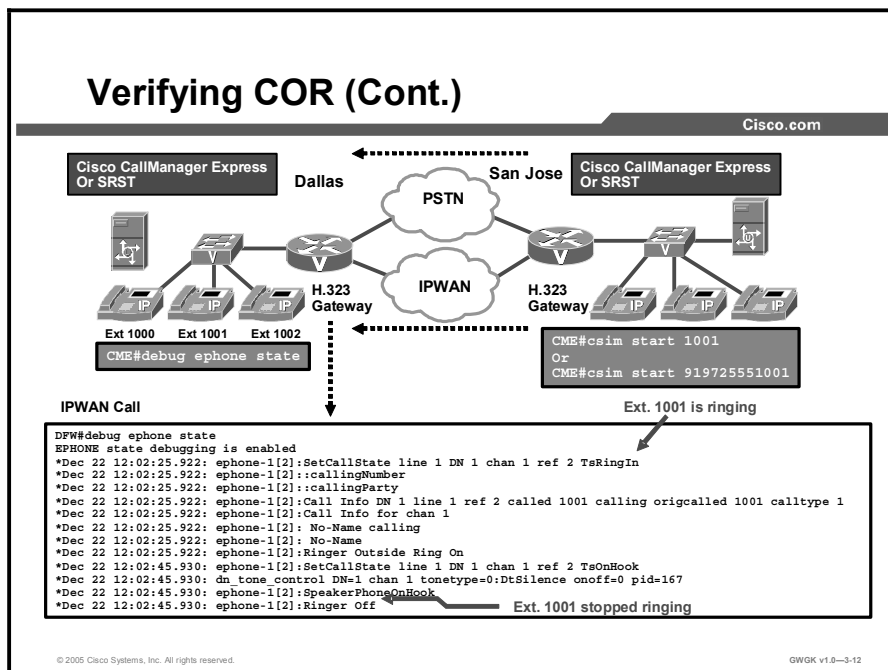 Verifying COR (Cont.)
Cisco.com
Cisco CallManager Express
Or SRST
Dallas
San Jose
Cisco CallManager Express
Or SRST
PSTN
IPWAN
V
V
V
V
IP
IP
IP
IP
IP
IP
U
H.323
Gateway
H.323
Gateway
Ext 1000
Ext 1001
Ext 1002
CME#debug ephone state
CME#csim start 1001
Or
CME#csim start 919725551001
IPWAN Call
Ext. 1001 is ringing
DFW#debug ephone state
EPHONE state debugging is enabled
*Dec 22 12:02:25.922: ephone-1[2]:SetCallState line 1 DN 1 chan 1 ref 2 TsRingIn
*Dec 22 12:02:25.922: ephone-1[2]::callingNumber
*Dec 22 12:02:25.922: ephone-1[2]::callingParty
*Dec 22 12:02:25.922: ephone-1[2]:Call Info DN 1 line 1 ref 2 called 1001 calling origcalled 1001 calltype 1
*Dec 22 12:02:25.922: ephone-1[2]:Call Info for chan 1
*Dec 22 12:02:25.922: ephone-1[2]: No-Name calling
*Dec 22 12:02:25.922: ephone-1[2]: No-Name
*Dec 22 12:02:25.922: ephone-1[2]:Ringer Outside Ring On
*Dec 22 12:02:45.930: ephone-1[2]:SetCallState line 1 DN 1 chan 1 ref 2 TsOnHook
*Dec 22 12:02:45.930: dn_tone_control DN=1 chan 1 tonetype=0:DtSilence onoff=0 pid=167
*Dec 22 12:02:45.930: ephone-1[2]:SpeakerPhoneOnHook
*Dec 22 12:02:45.930: ephone-1[2]:Ringer Off
Ext. 1001 stopped ringing
© 2005 Cisco Systems, Inc. All rights reserved.
GWGK v1.0—3-12